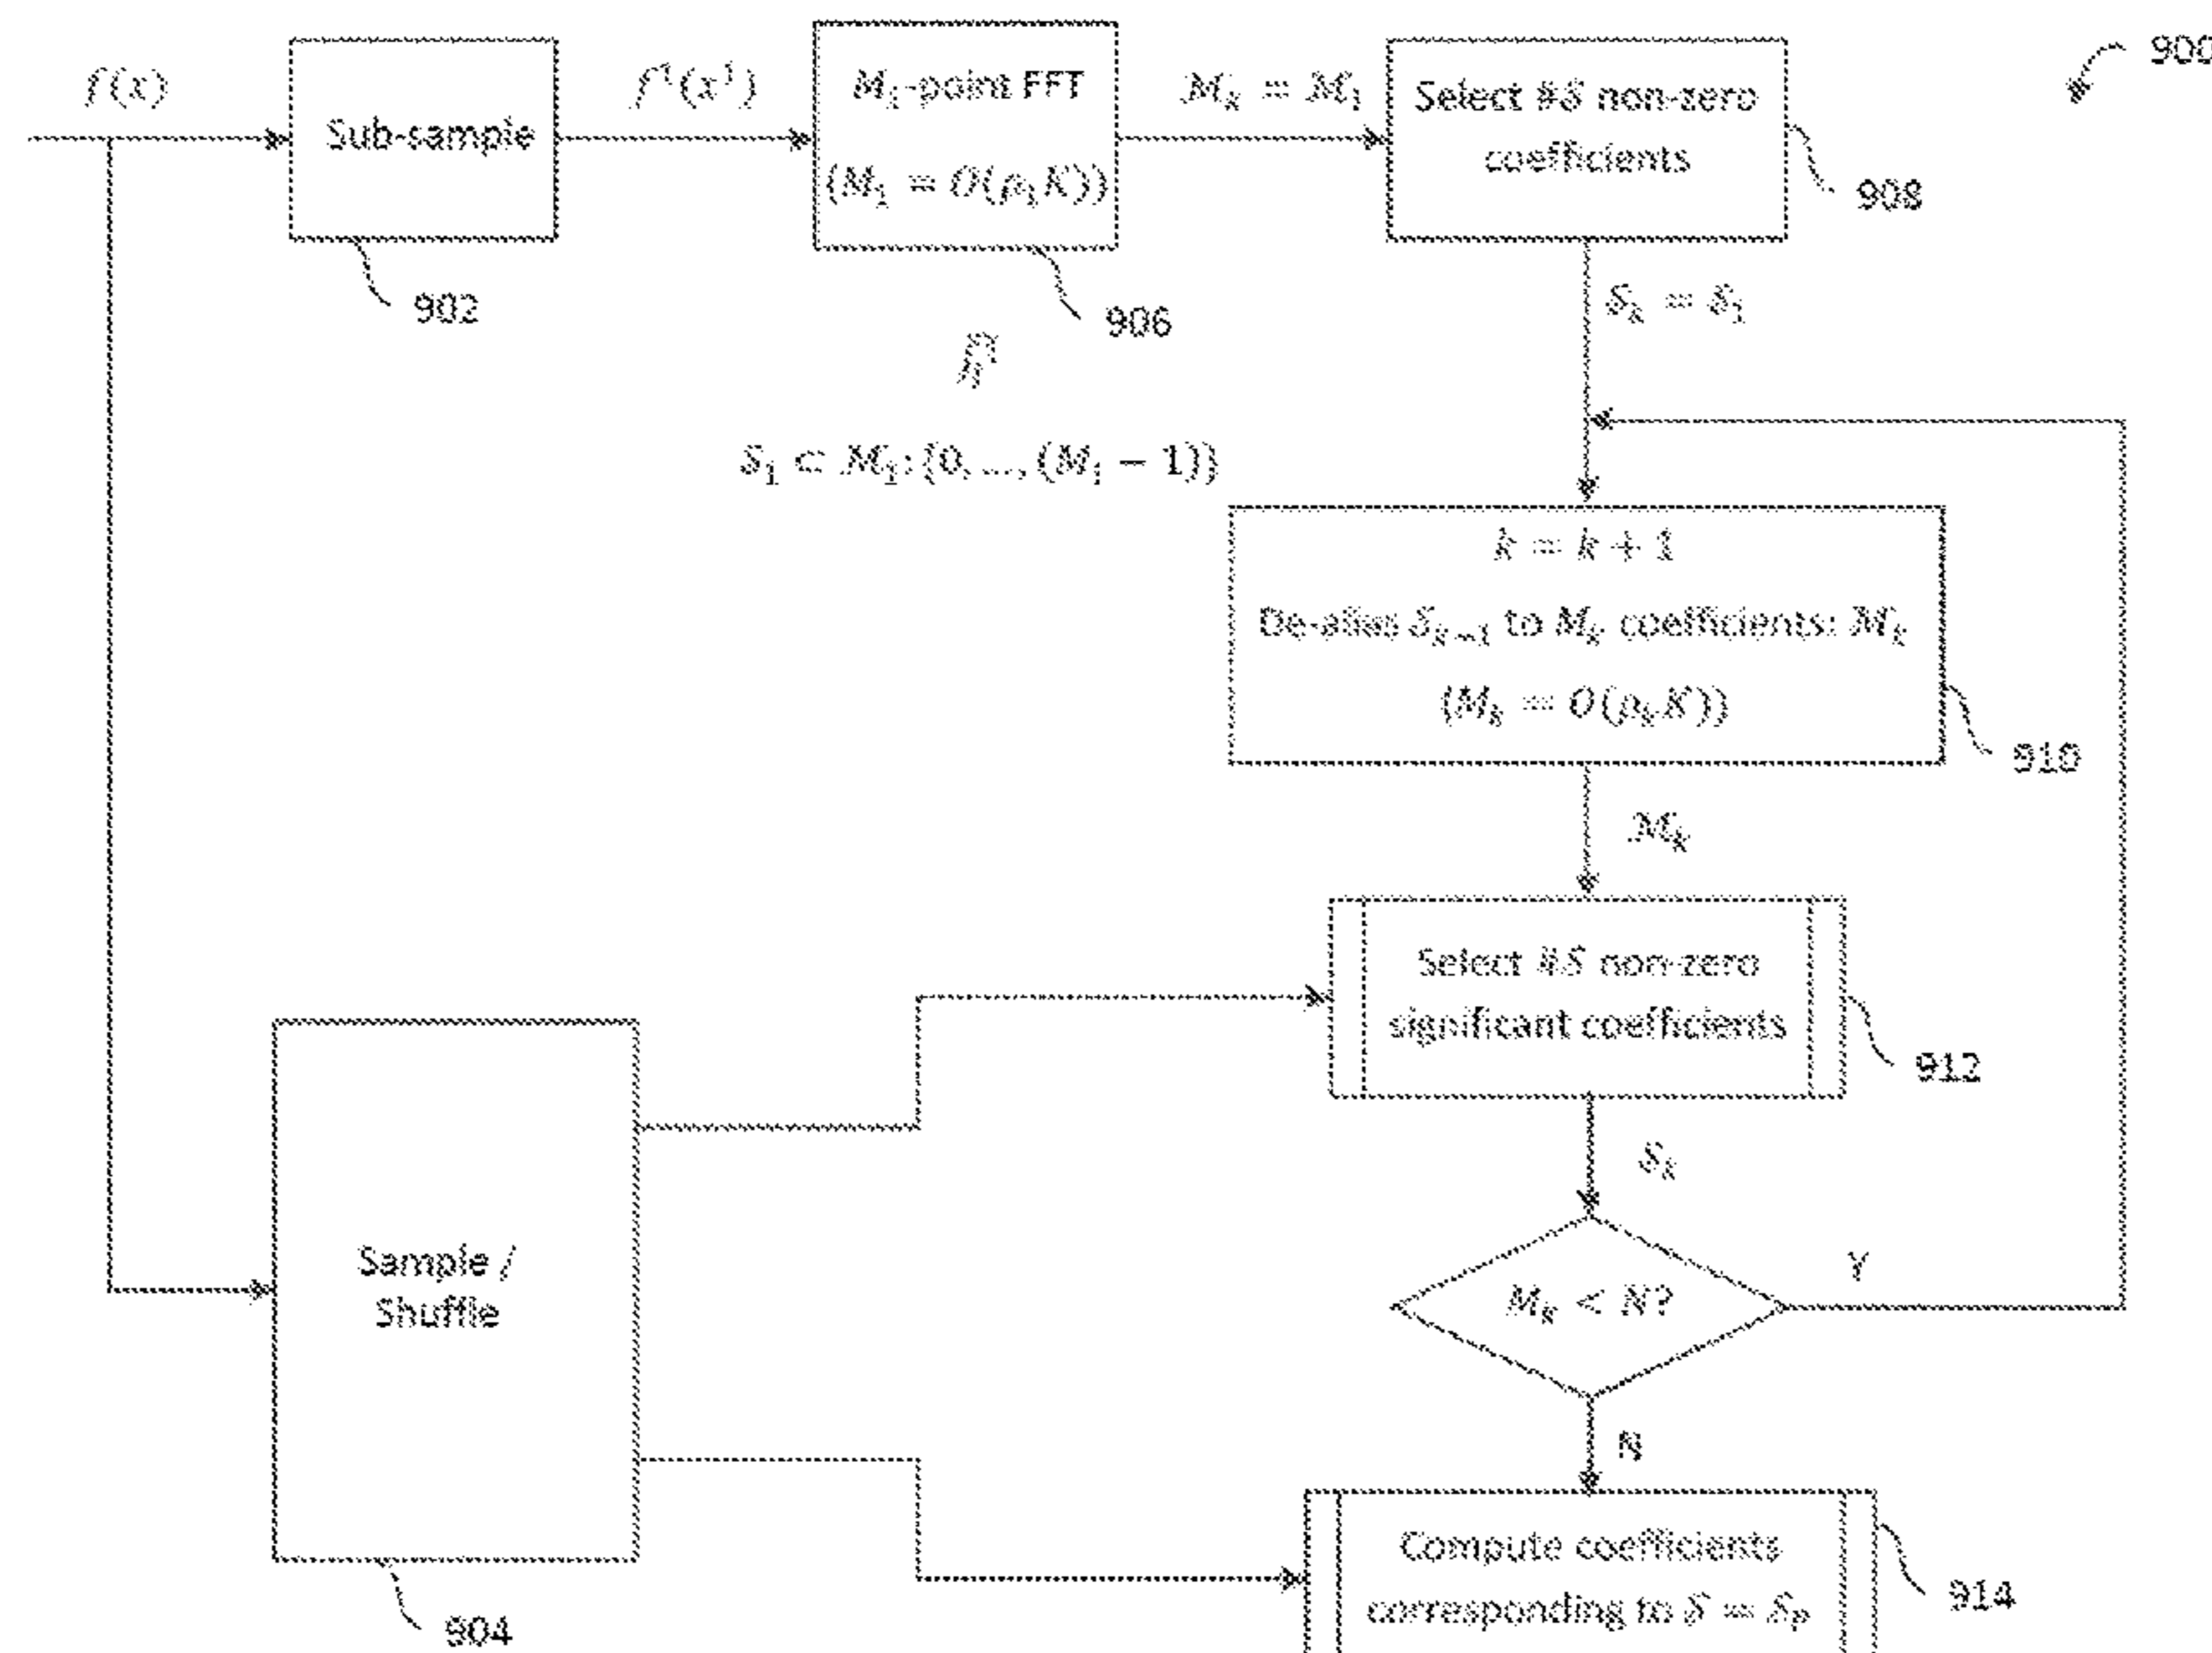 f(x)
Sub-sample
902
f¹(x¹)
M₁-point FFT
(M₁ = O(ρ₁K))
906
S₁ ⊂ M₁:{0, ..., (M₁ − 1)}
Mₖ = M₁
Select #S non-zero
coefficients
908
900
Sₖ = S₁
k = k + 1
De-alias Sₖ₋₁ to Mₖ coefficients: Mₖ
(Mₖ = O(ρₖK))
910
Mₖ
Select #S non-zero
significant coefficients
912
Sₖ
Mₖ < N?
Y
N
Sample /
Shuffle
904
Compute coefficients
corresponding to S = Sₚ
914